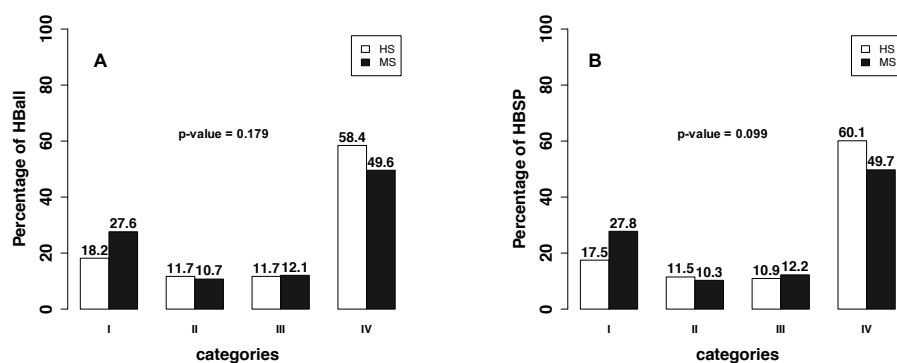 A
HS
MS
p-value = 0.179
Percentage of HBall
100
80
60
40
20
0
18.2
27.6
11.7
10.7
11.7
12.1
58.4
49.6
I
II
III
IV
categories
B
HS
MS
p-value = 0.099
Percentage of HBSP
100
80
60
40
20
0
17.5
27.8
11.5
10.3
10.9
12.2
60.1
49.7
I
II
III
IV
categories